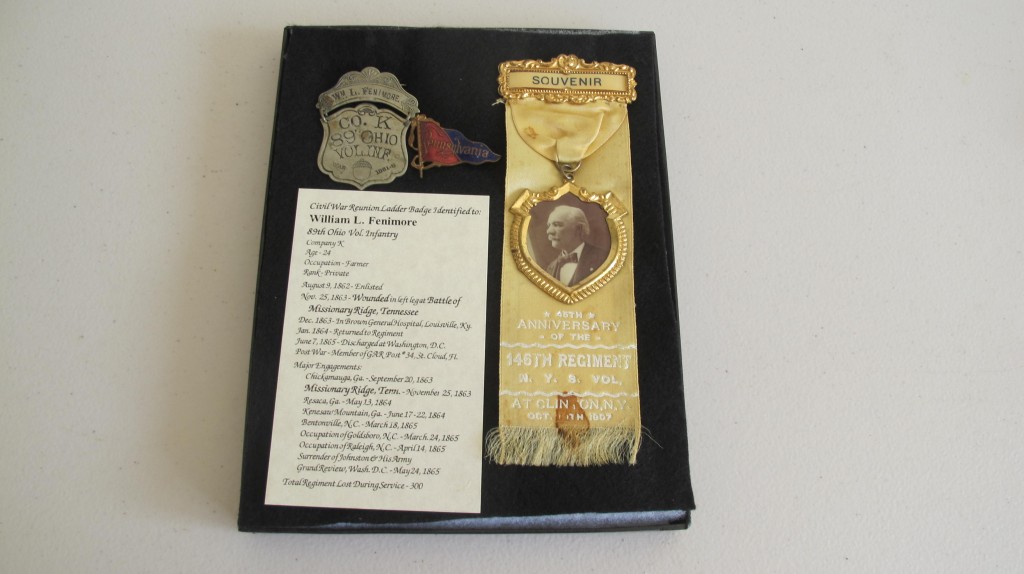 WM L. FENIMORE
CO. K
89TH OHIO
VOL. INF.
1861-5
Pennsylvania
Civil War Reunion Ladder Badge Identified to:
William L. Fenimore
89th Ohio Vol. Infantry
Company K
Age - 24
Occupation - Farmer
Rank - Private
August 9, 1862 - Enlisted
Nov. 25, 1863 - Wounded in left leg at Battle of
Missionary Ridge, Tennessee
Dec. 1863 - In Brown General Hospital, Louisville, Ky.
Jan. 1864 - Returned to Regiment
June 7, 1865 - Discharged at Washington, D.C.
Post War - Member of GAR Post #34, St. Cloud, Fl.
Major Engagements:
Chickamauga, Ga. - September 20, 1863
Missionary Ridge, Tenn. - November 25, 1863
Resaca, Ga. - May 13, 1864
Kenesaw Mountain, Ga. - June 17-22, 1864
Bentonville, N.C. - March 18, 1865
Occupation of Goldsboro, N.C. - March. 24, 1865
Occupation of Raleigh, N.C. - April 14, 1865
Surrender of Johnston & His Army
Grand Review, Wash. D.C. - May 24, 1865
Total Regiment Lost During Service - 300
SOUVENIR
45TH
ANNIVERSARY
OF THE
146TH REGIMENT
N. Y. S. VOL.
AT CLINTON, N.Y.
OCT. 1907